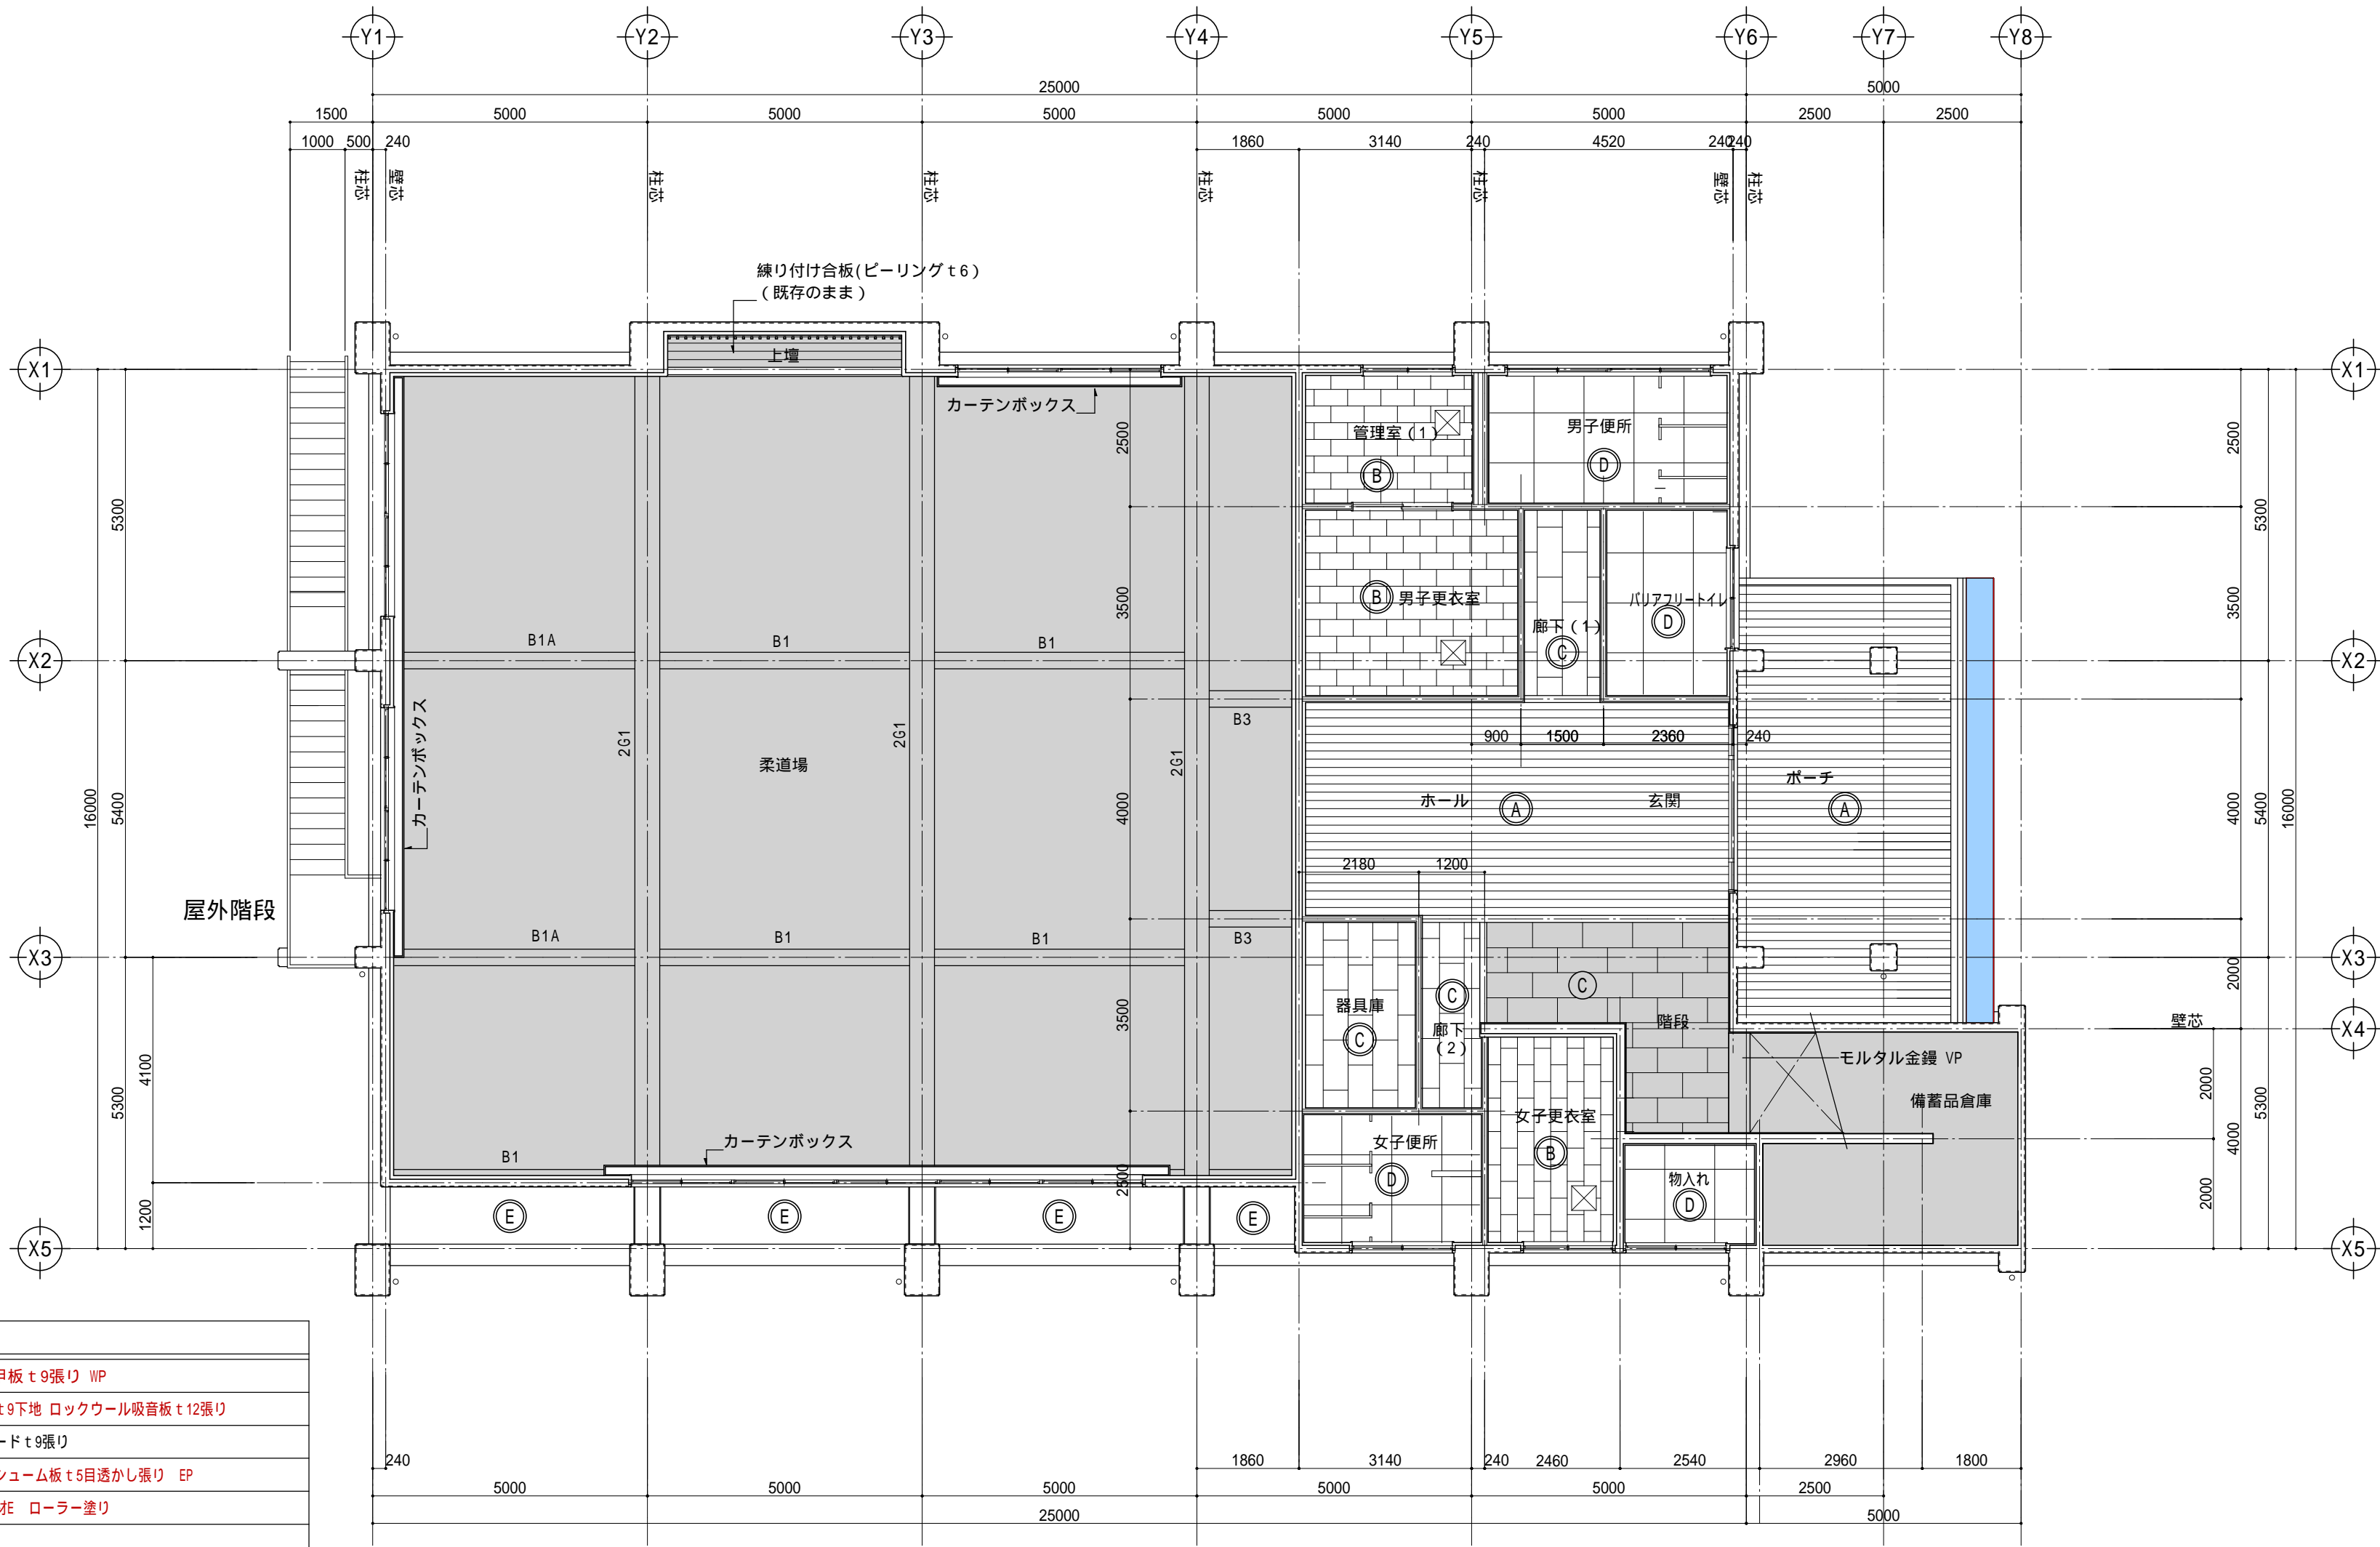 Y1 Y2 Y3 Y4 Y5 Y6 Y7 Y8
25000 5000
1500 5000 5000 5000 5000 5000 2500 2500
1000 500 240 1860 3140 240 4520 240 240
柱芯 壁芯 柱芯 柱芯 柱芯 柱芯 壁芯 柱芯
練り付け合板(ビーリングt6)
(既存のまま)
上壇
X1 X1
カーテンボックス
管理室(1)
B
男子便所
D
2500 2500
5300 5300
3500 3500
B 男子更衣室
廊下(1)
C
バリアフリートイレ
D
B1A B1 B1
X2 X2
カーテンボックス
2G1 2G1 2G1
B3
900 1500 2360 240
柔道場
ホール A 玄関
ポーチ
A
16000 5400 4000 4000 5400 16000
2180 1200
屋外階段
B1A B1 B1 B3
X3 X3
2000
C
C
器具庫
C
廊下
(2)
階段
3500
壁芯
X4
モルタル金鏝 VP
備蓄品倉庫
4100 5300 2000 4000 5300
女子更衣室
B
女子便所
D
カーテンボックス
B1
物入れ
D
2500
1200 2000
E E E E
X5 X5
甲板t9張り WP
t9下地 ロックウール吸音板t12張り
ードt9張り
シューム板t5目透かし張り EP
材E ローラー塗り
240 1860 3140 240 2460 2540 2960 1800
5000 5000 5000 5000 5000 2500
25000 5000